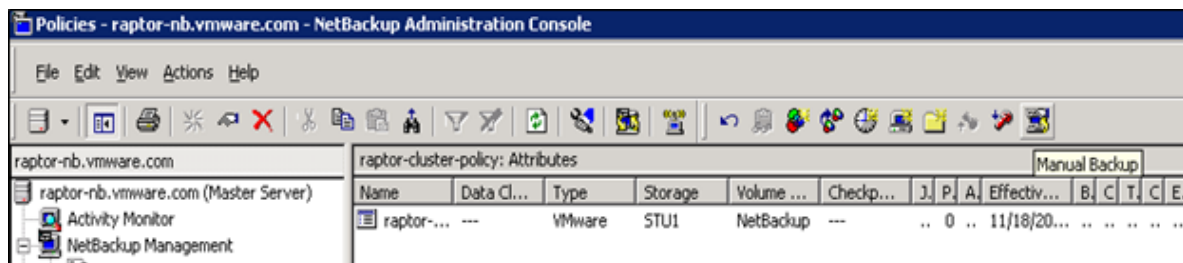 Policies - raptor-nb.vmware.com - NetBackup Administration Console
File Edit View Actions Help
raptor-nb.vmware.com
raptor-cluster-policy: Attributes
Manual Backup
raptor-nb.vmware.com (Master Server)
Name Data Cl... Type Storage Volume ... Checkp... J. P. A. Effectiv... B. C T. C E.
Activity Monitor
raptor-... --- VMware STU1 NetBackup --- .. 0 .. 11/18/20... .. .. .. .. ..
NetBackup Management